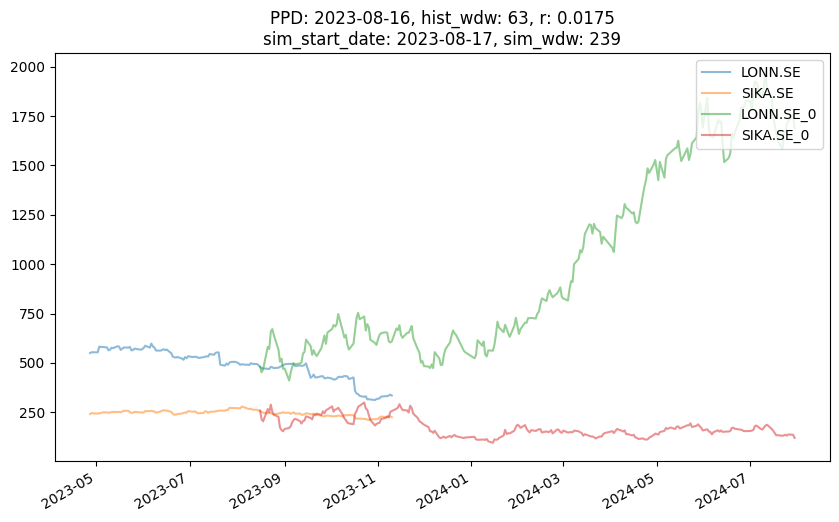 PPD: 2023-08-16, hist_wdw: 63, r: 0.0175
sim_start_date: 2023-08-17, sim_wdw: 239
LONN.SE
SIKA.SE
LONN.SE_0
SIKA.SE_0
2000
1750
1500
1250
1000
750
500
250
2023-05
2023-07
2023-09
2023-11
2024-01
2024-03
2024-05
2024-07